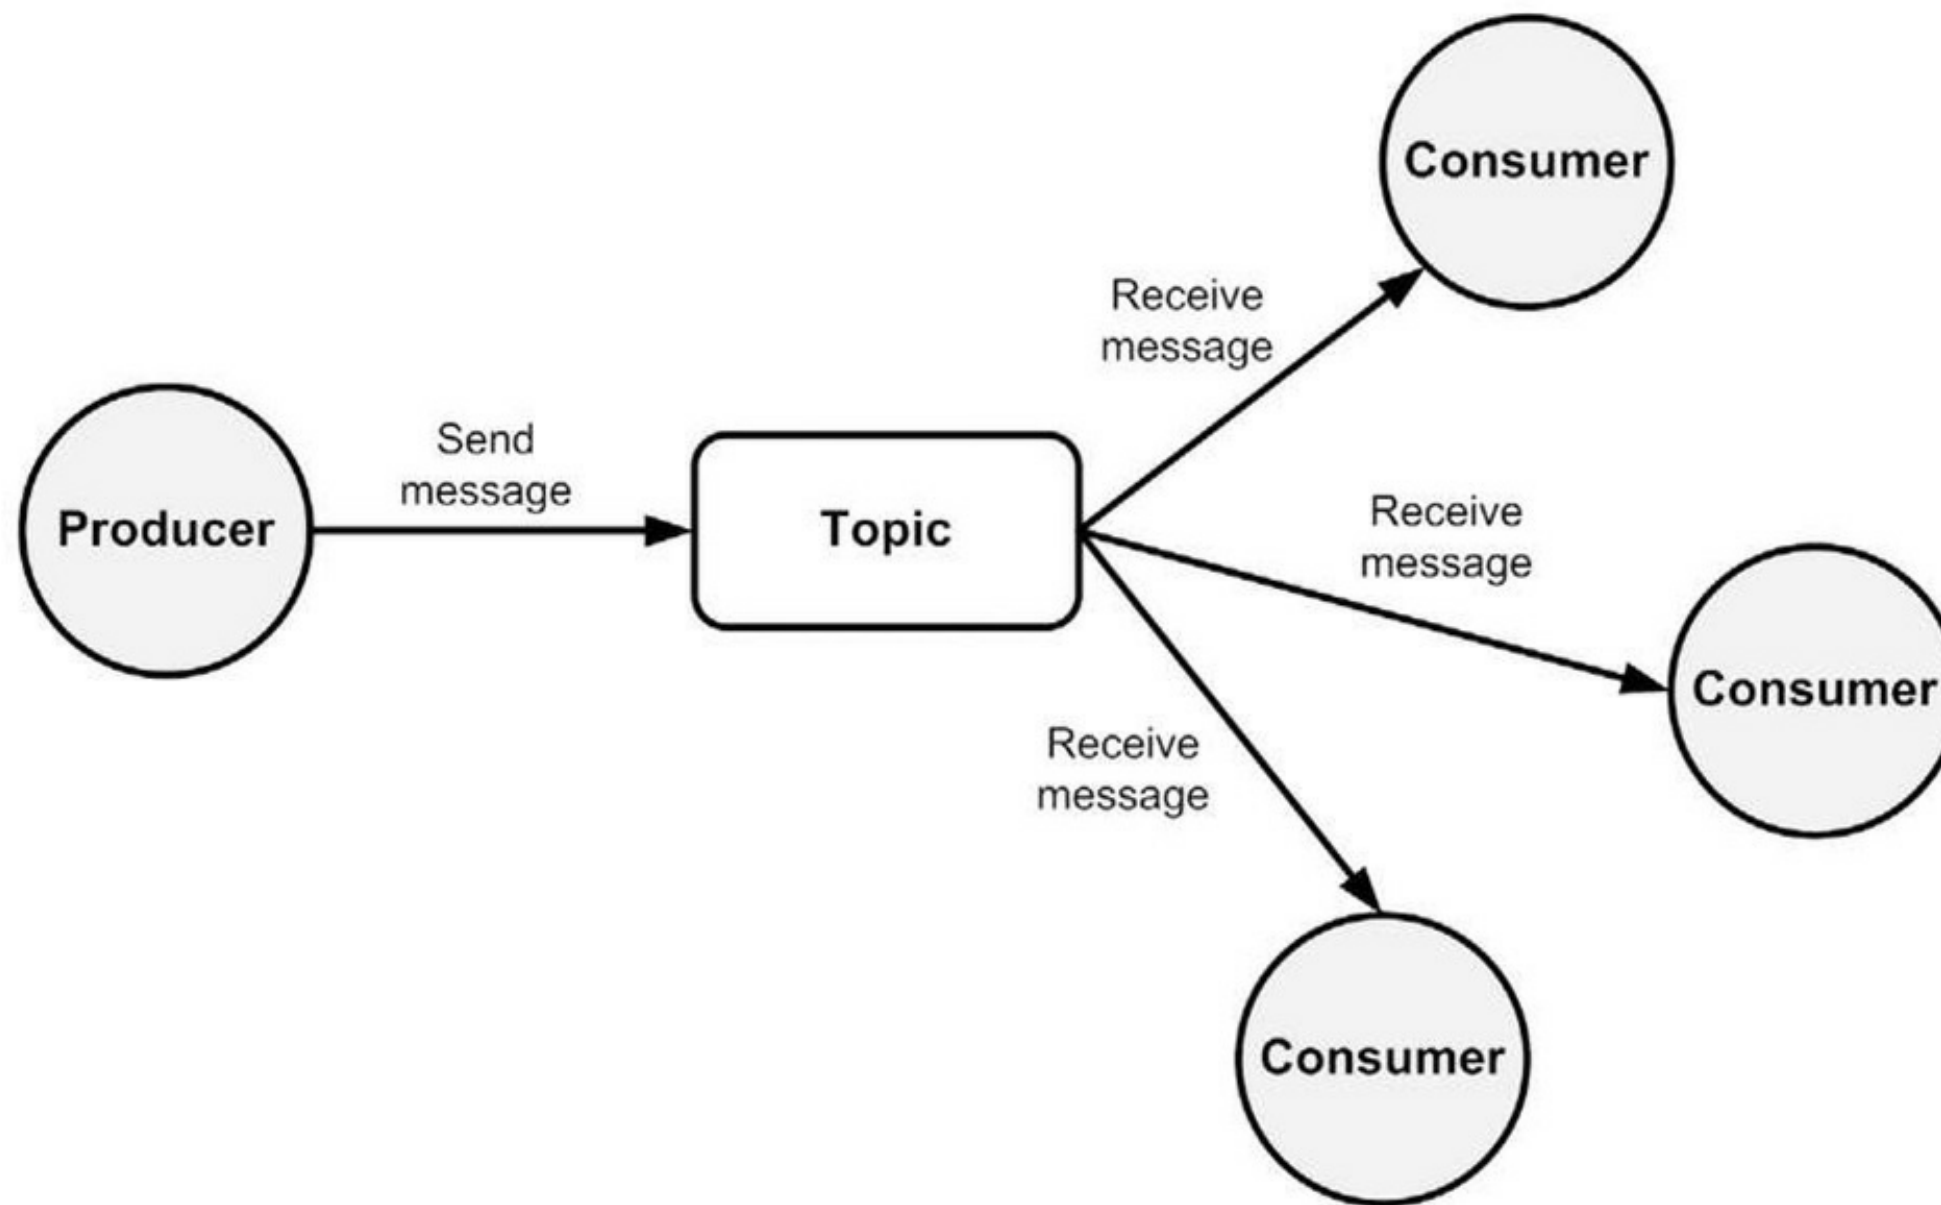 Consumer
Receive
message
Send
message
Producer
Topic
Receive
message
Consumer
Receive
message
Consumer